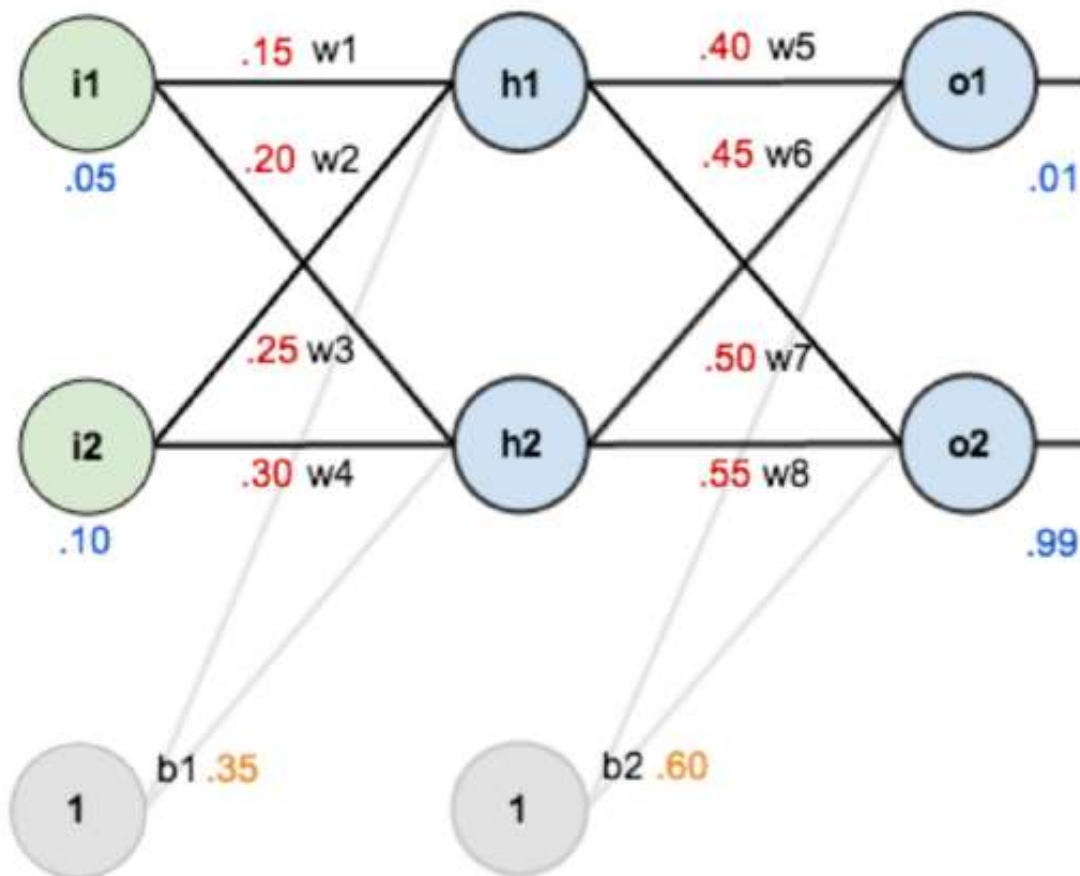 .15 w1
.40 w5
i1
h1
o1
.20 w2
.45 w6
.05
.01
.25 w3
.50 w7
i2
h2
o2
.30 w4
.55 w8
.10
.99
b1 .35
b2 .60
1
1